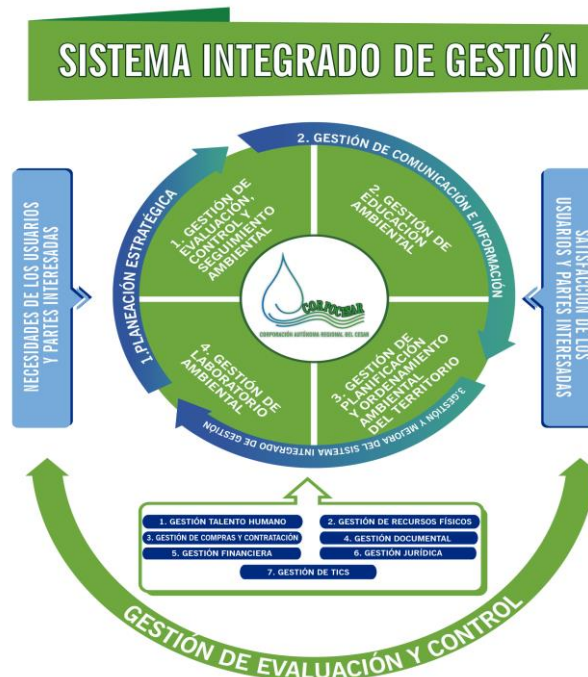 SISTEMA INTEGRADO DE GESTIÓN
NECESIDADES DE LOS USUARIOS
Y PARTES INTERESADAS
1. PLANEACIÓN ESTRATÉGICA
2. GESTIÓN DE COMUNICACIÓN E INFORMACIÓN
3. GESTIÓN Y MEJORA DEL SISTEMA INTEGRADO DE GESTIÓN
1. GESTIÓN DE
EVALUACIÓN,
CONTROL Y
SEGUIMIENTO
AMBIENTAL
2. GESTIÓN DE
EDUCACIÓN
AMBIENTAL
CORPOCESAR
CORPORACIÓN AUTÓNOMA REGIONAL DEL CESAR
4. GESTIÓN DE
LABORATORIO
AMBIENTAL
3. GESTIÓN DE
PLANIFICACIÓN
Y ORDENAMIENTO
AMBIENTAL
DEL TERRITORIO
SATISFACCIÓN DE LOS
USUARIOS Y PARTES INTERESADAS
1. GESTIÓN TALENTO HUMANO
2. GESTIÓN DE RECURSOS FÍSICOS
3. GESTIÓN DE COMPRAS Y CONTRATACIÓN
4. GESTIÓN DOCUMENTAL
5. GESTIÓN FINANCIERA
6. GESTIÓN JURÍDICA
7. GESTIÓN DE TICS
GESTIÓN DE EVALUACIÓN Y CONTROL